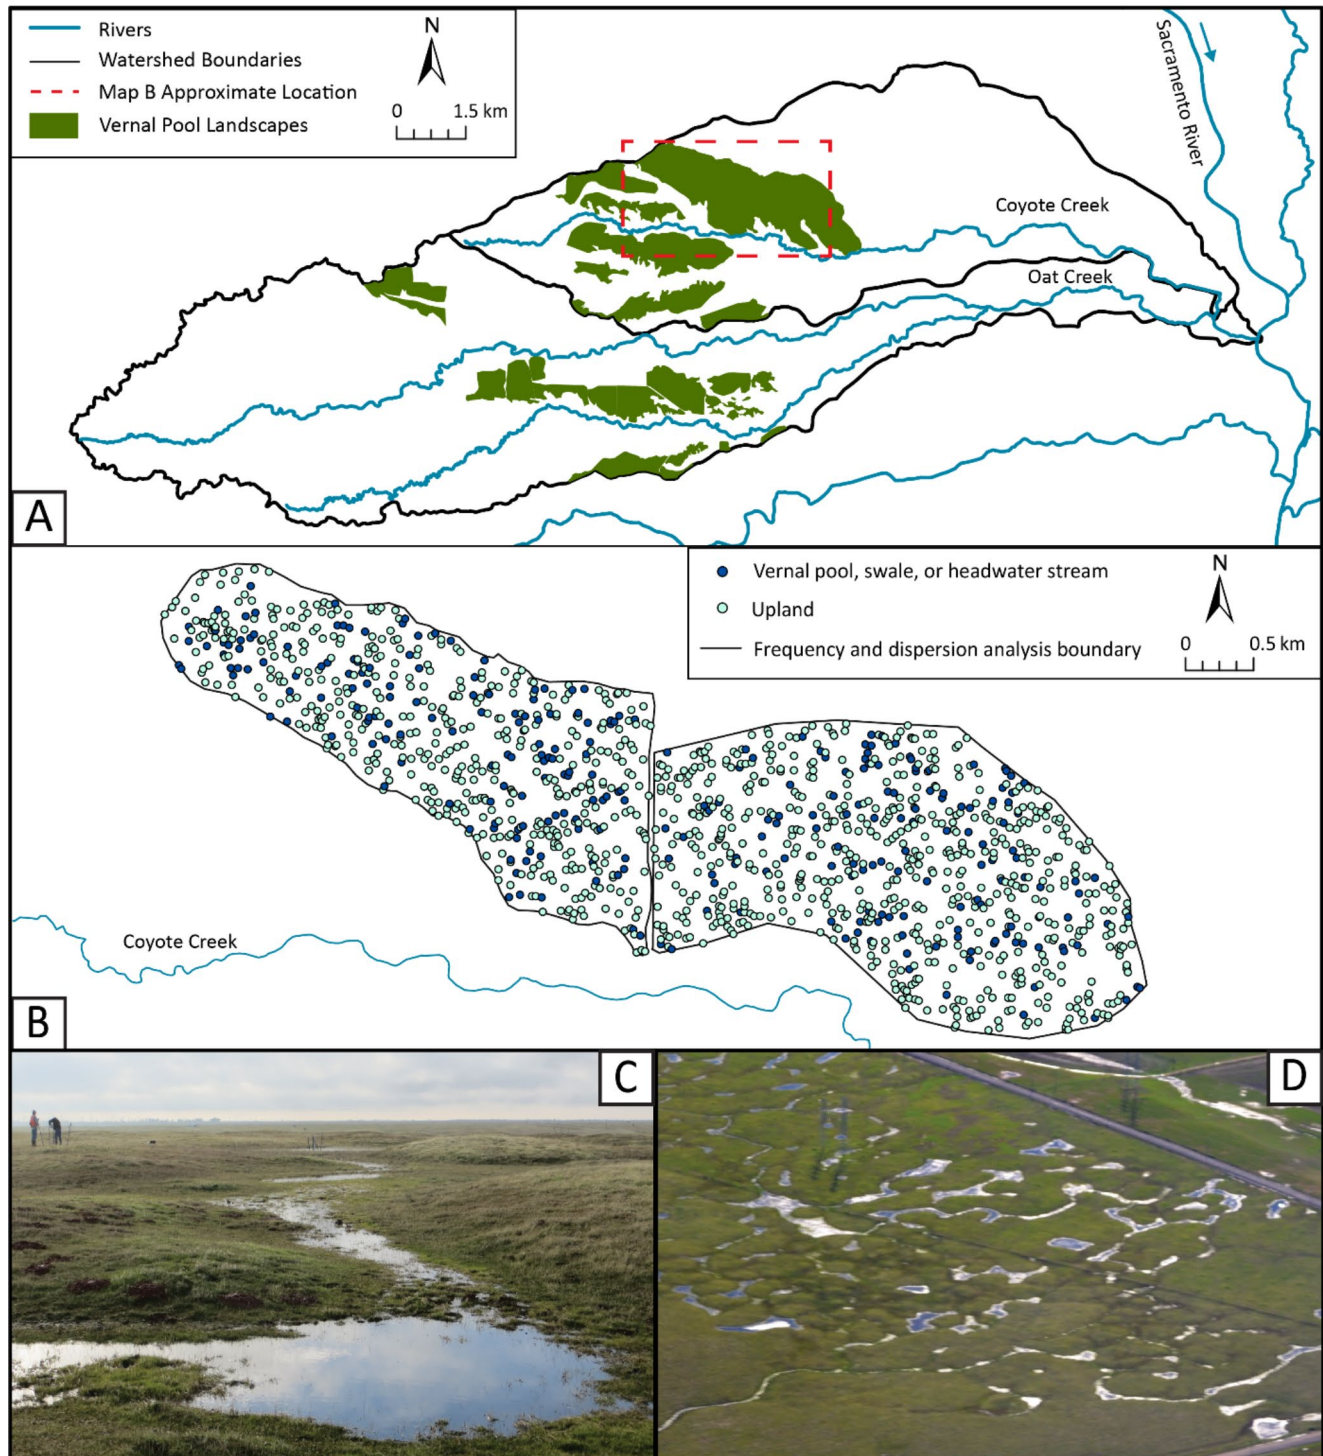 Rivers
Watershed Boundaries
Map B Approximate Location
Vernal Pool Landscapes
N
0 1.5 km
Sacramento River
Coyote Creek
Oat Creek
A
Vernal pool, swale, or headwater stream
Upland
Frequency and dispersion analysis boundary
N
0 0.5 km
Coyote Creek
B
C
D